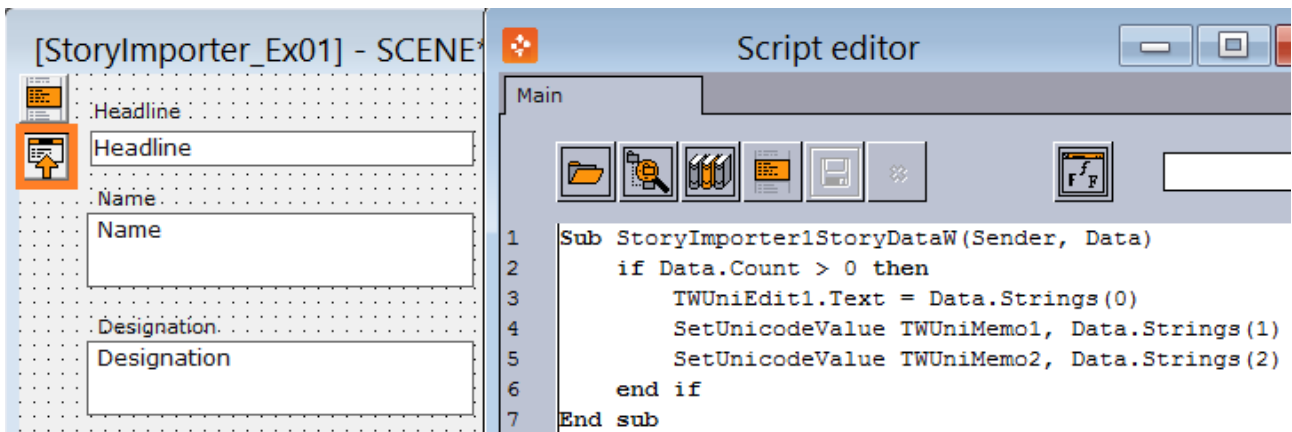 [StoryImporter_Ex01] - SCENE*
Headline
Headline
Name
Name
Designation
Designation
Script editor
Main
F f F
1 Sub StoryImporter1StoryDataW(Sender, Data)
2 if Data.Count > 0 then
3 TWUniEdit1.Text = Data.Strings(0)
4 SetUnicodeValue TWUniMemo1, Data.Strings(1)
5 SetUnicodeValue TWUniMemo2, Data.Strings(2)
6 end if
7 End sub